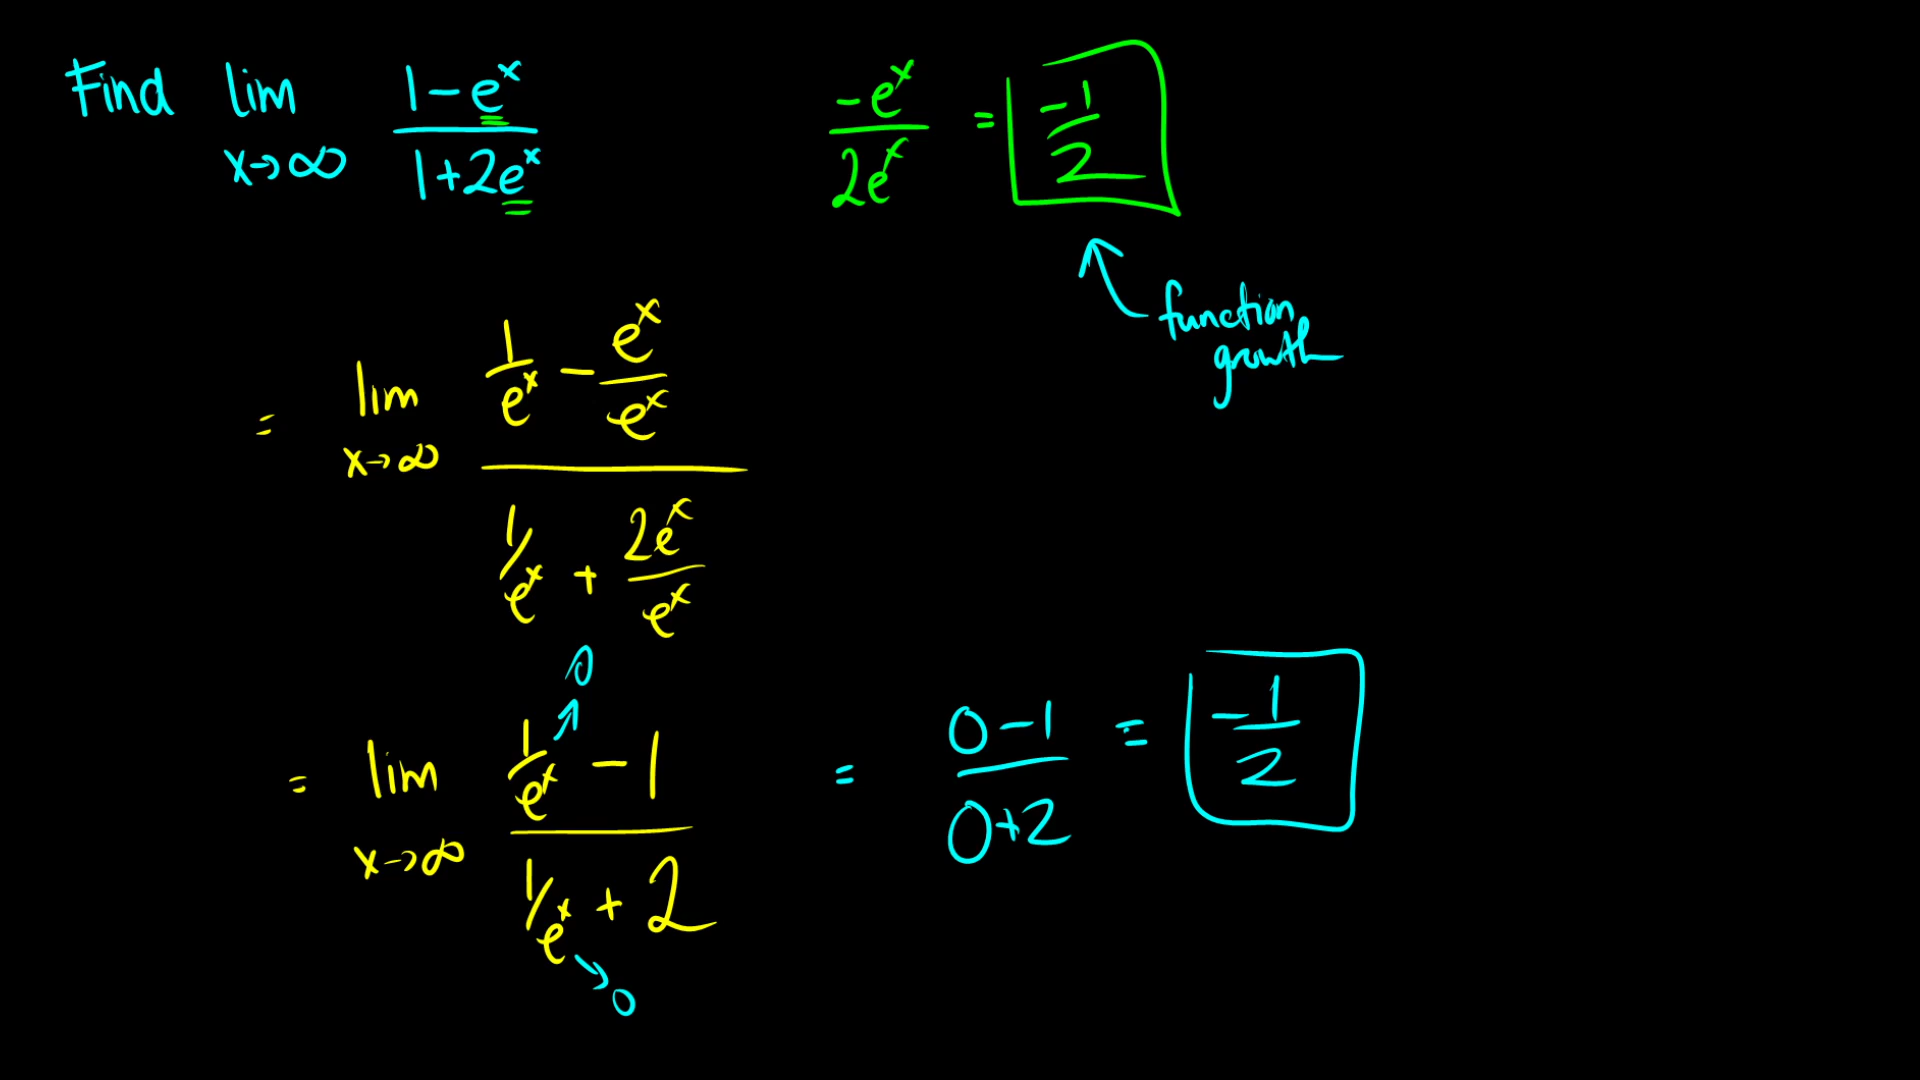 Find lim x→∞ (1 - e^x)/(1 + 2e^x)
-e^x/2e^x = -1/2
function
growth
= lim x→∞ (1/e^x - e^x/e^x)/(1/e^x + 2e^x/e^x)
= lim x→∞ (1/e^x → 0 - 1)/(1/e^x → 0 + 2) = (0 - 1)/(0 + 2) = -1/2